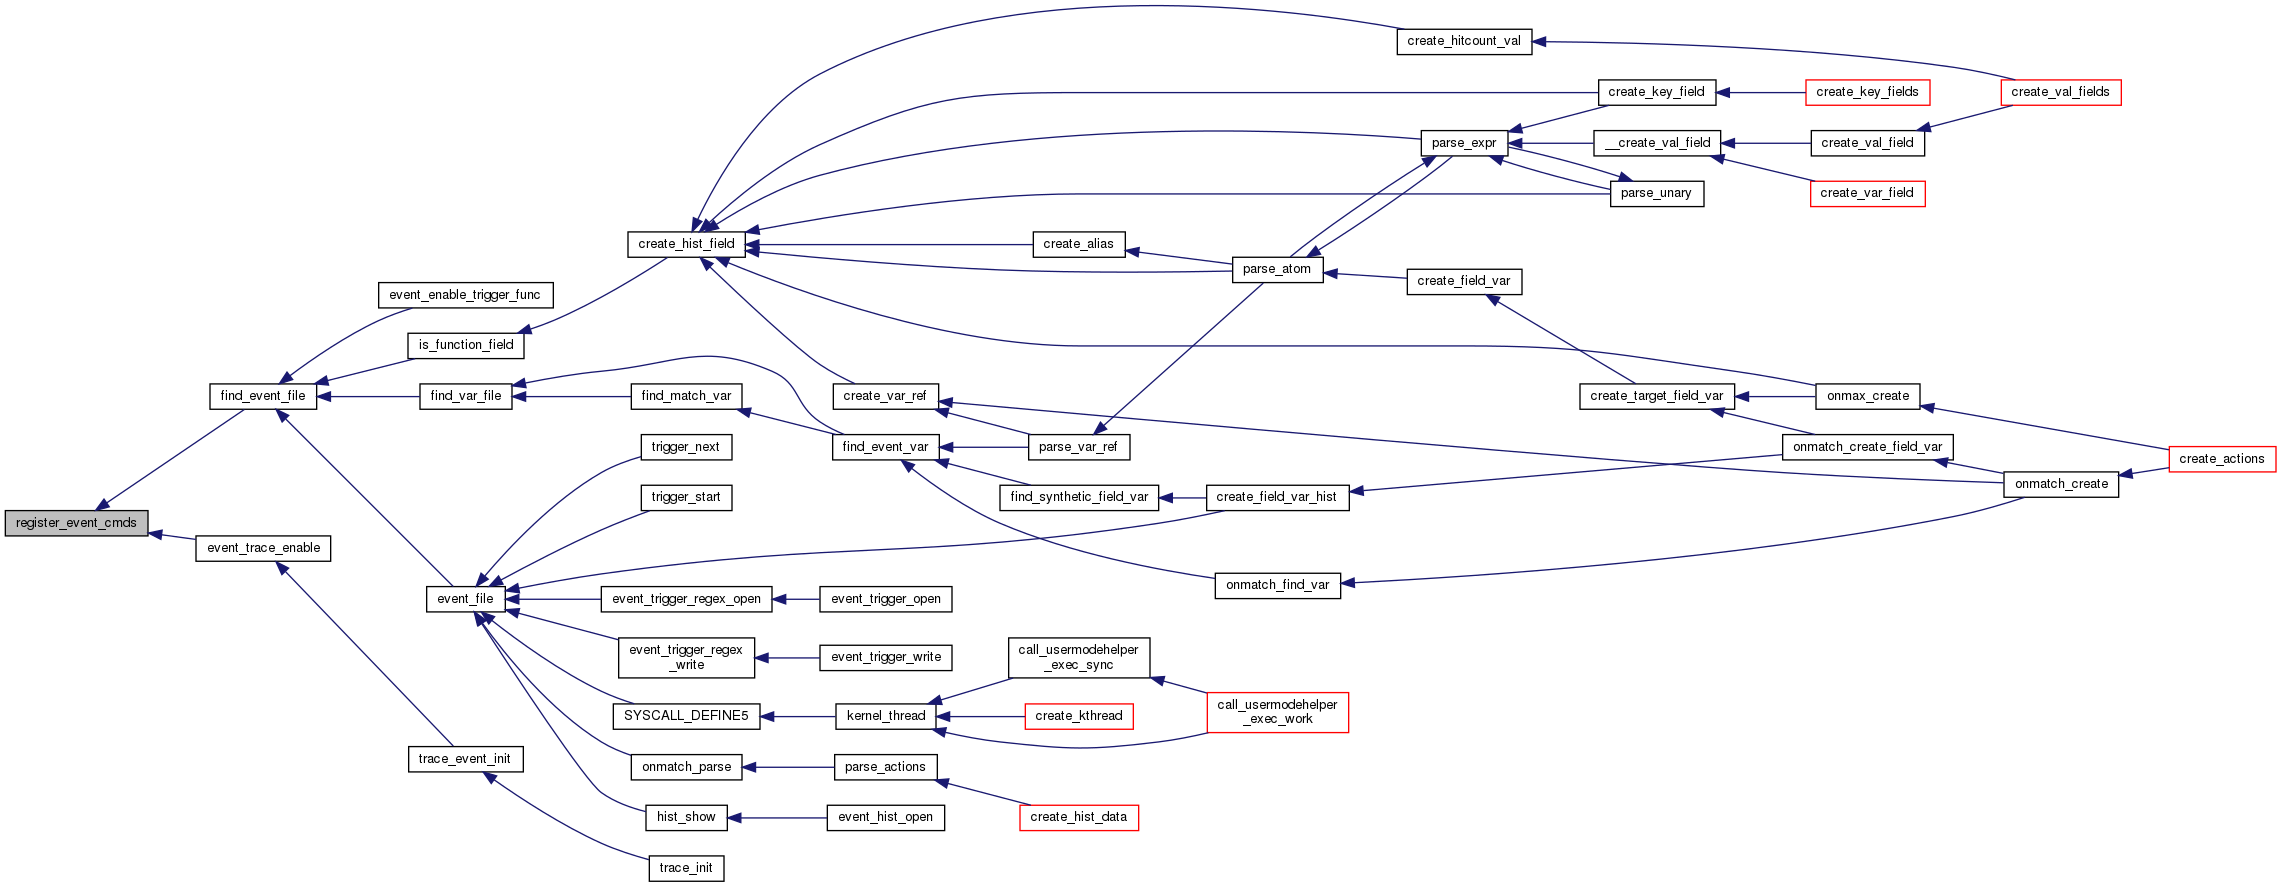 create_hitcount_val
create_key_field
create_key_fields
create_val_fields
parse_expr
__create_val_field
create_val_field
parse_unary
create_var_field
create_hist_field
create_alias
parse_atom
create_field_var
event_enable_trigger_func
is_function_field
find_event_file
find_var_file
find_match_var
create_var_ref
create_target_field_var
onmax_create
trigger_next
find_event_var
parse_var_ref
onmatch_create_field_var
create_actions
trigger_start
find_synthetic_field_var
create_field_var_hist
onmatch_create
register_event_cmds
event_trace_enable
event_file
event_trigger_regex_open
event_trigger_open
onmatch_find_var
event_trigger_regex
_write
event_trigger_write
call_usermodehelper
_exec_sync
SYSCALL_DEFINE5
kernel_thread
create_kthread
call_usermodehelper
_exec_work
trace_event_init
onmatch_parse
parse_actions
hist_show
event_hist_open
create_hist_data
trace_init